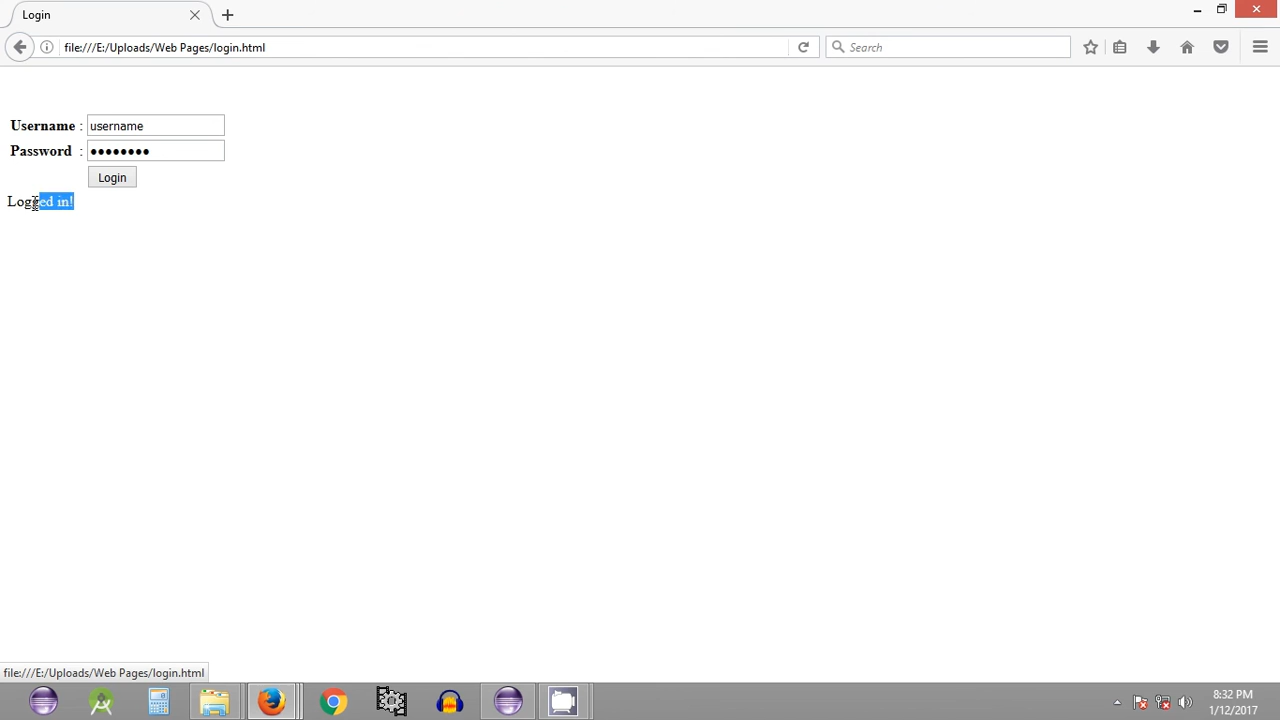 Login
file:///E:/Uploads/Web Pages/login.html
Search
Username : username
Password : ●●●●●●●●
Login
Logged in!
file:///E:/Uploads/Web Pages/login.html
8:32 PM
1/12/2017